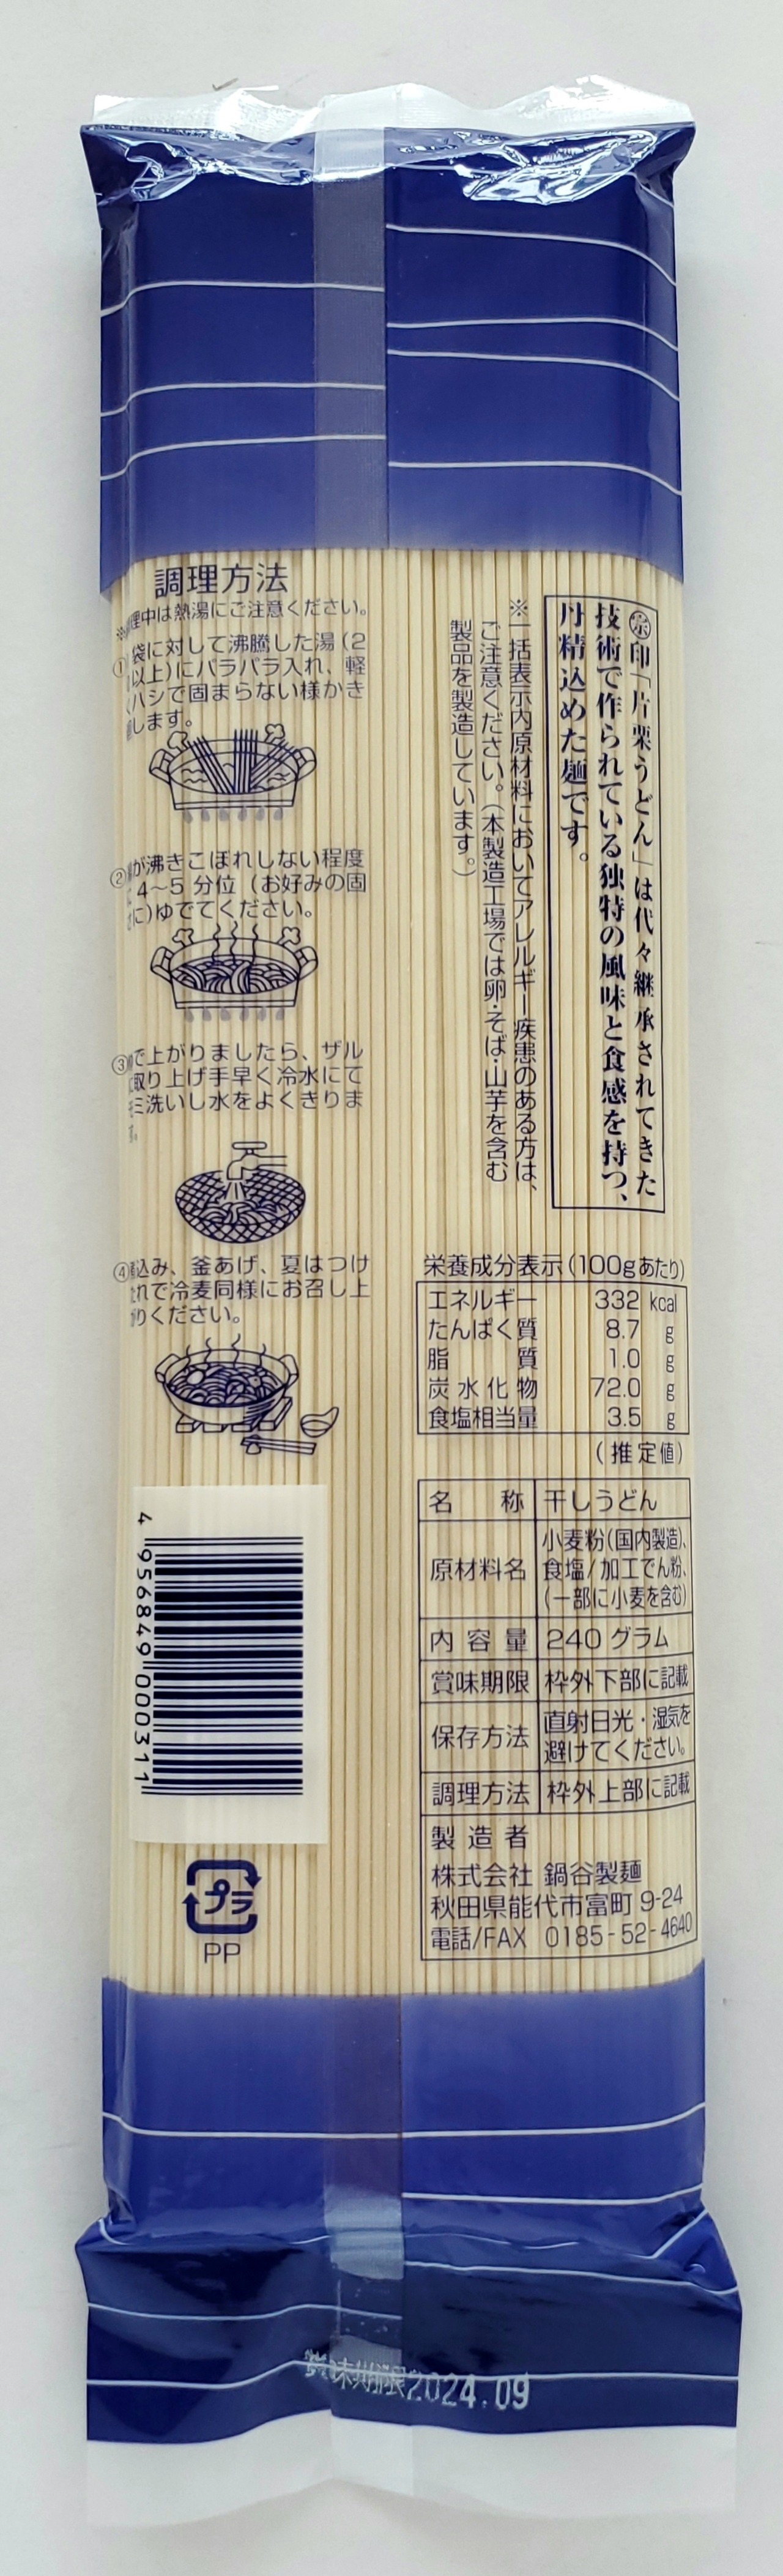 調理方法
理中は熱湯にご注意ください。
① 袋に対して沸騰した湯(2
以上)にバラバラ入れ、軽
くハシで固まらない様かき
します。
② が沸きこぼれしない程度
に 4〜5 分位 (お好みの固
さに)ゆでてください。
③ で上がりましたら、ザル
に取り上げ手早く冷水にて
モミ洗いし水をよくきりま
す。
④ 込み、釜あげ、夏はつけ
たれで冷麦同様にお召し上
がりください。
印「片栗うどん」は代々継承されてきた
技術で作られている独特の風味と食感を持つ、
丹精込めた麺です。
※一括表示内原材料においてアレルギー疾患のある方は、
ご注意ください。(本製造工場では卵・そば・山芋を含む
製品を製造しています。)
栄養成分表示(100gあたり)
エネルギー 332 kcal
たんぱく質 8.7 g
脂質 1.0 g
炭水化物 72.0 g
食塩相当量 3.5 g
(推定値)
名称 干しうどん
原材料名 小麦粉(国内製造)、
食塩/加工でん粉、
(一部に小麦を含む)
内容量 240 グラム
賞味期限 枠外下部に記載
保存方法 直射日光・湿気を
避けてください。
調理方法 枠外上部に記載
製造者
株式会社 鍋谷製麺
秋田県能代市富町 9-24
電話/FAX 0185-52-4640
4 956849 000311
プラ
PP
賞味期限2024.09